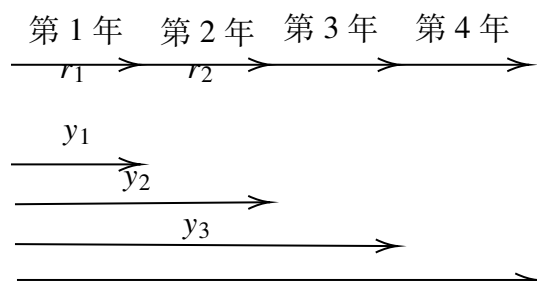 第 1 年 第 2 年 第 3 年 第 4 年
r₁ r₂
y₁
y₂
y₃